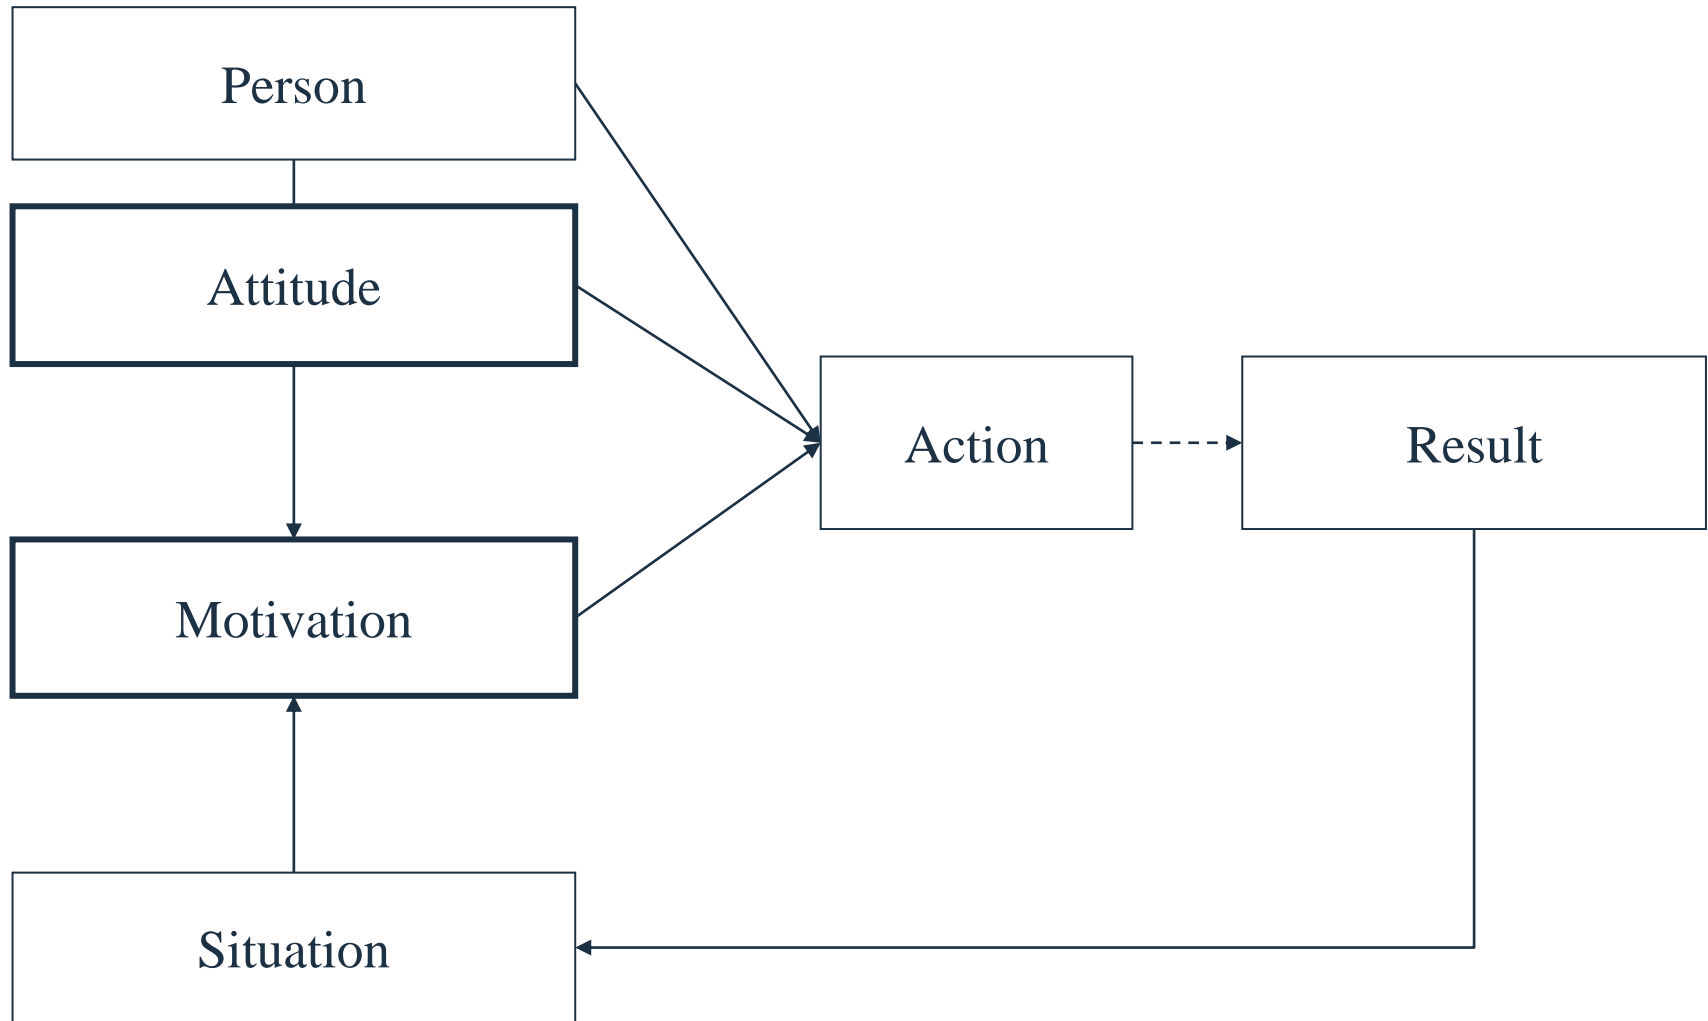 Person
Attitude
Action
Result
Motivation
Situation